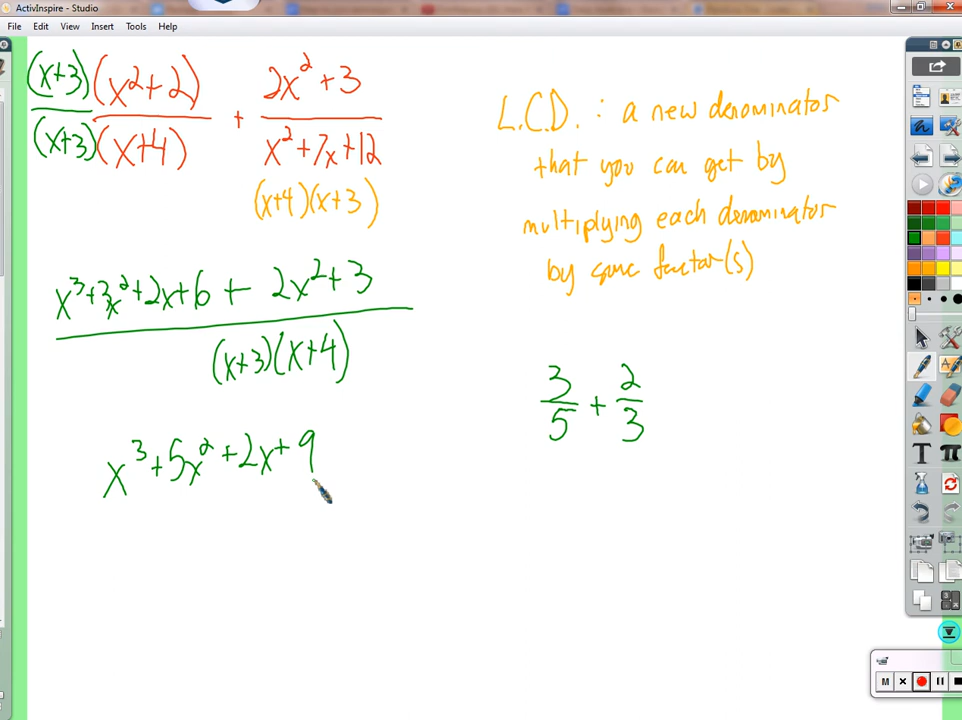 ActivInspire - Studio
File Edit View Insert Tools Help
(x+3)(x²+2) / (x+3)(x+4) + 2x²+3 / x²+7x+12
(x+4)(x+3)
x³+3x²+2x+6 + 2x²+3
(x+3)(x+4)
x³+5x²+2x+9
L.C.D. : a new denominator
that you can get by
multiplying each denominator
by some factor(s)
3/5 + 2/3
M